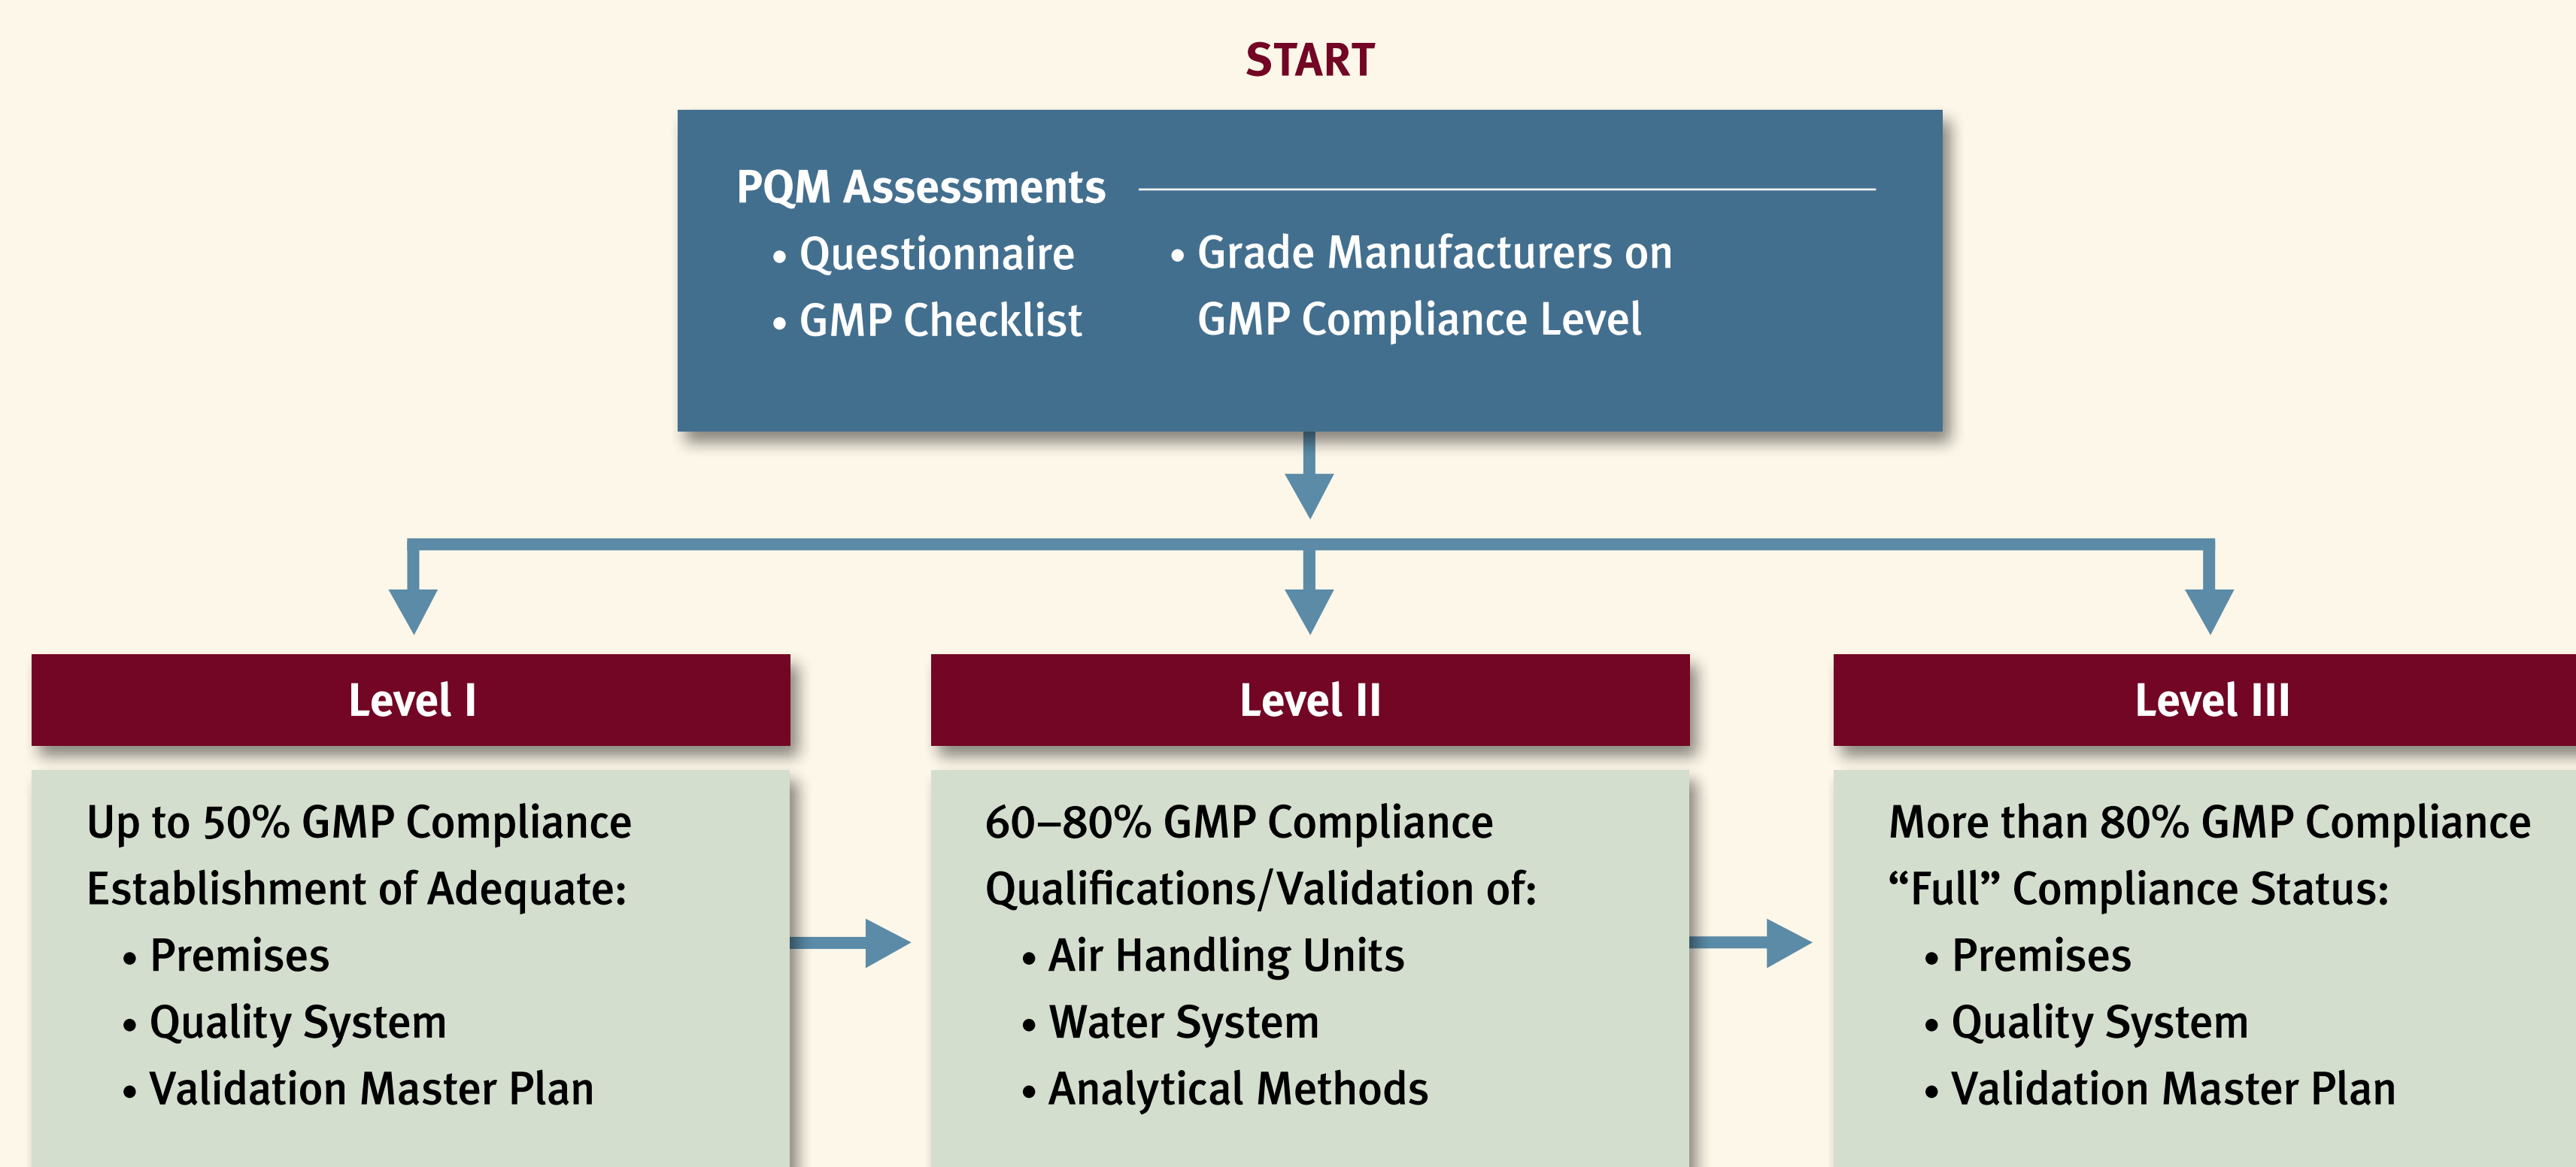 START
PQM Assessments
• Questionnaire
• GMP Checklist
• Grade Manufacturers on
GMP Compliance Level
Level I
Up to 50% GMP Compliance
Establishment of Adequate:
• Premises
• Quality System
• Validation Master Plan
Level II
60–80% GMP Compliance
Qualifications/Validation of:
• Air Handling Units
• Water System
• Analytical Methods
Level III
More than 80% GMP Compliance
“Full” Compliance Status:
• Premises
• Quality System
• Validation Master Plan